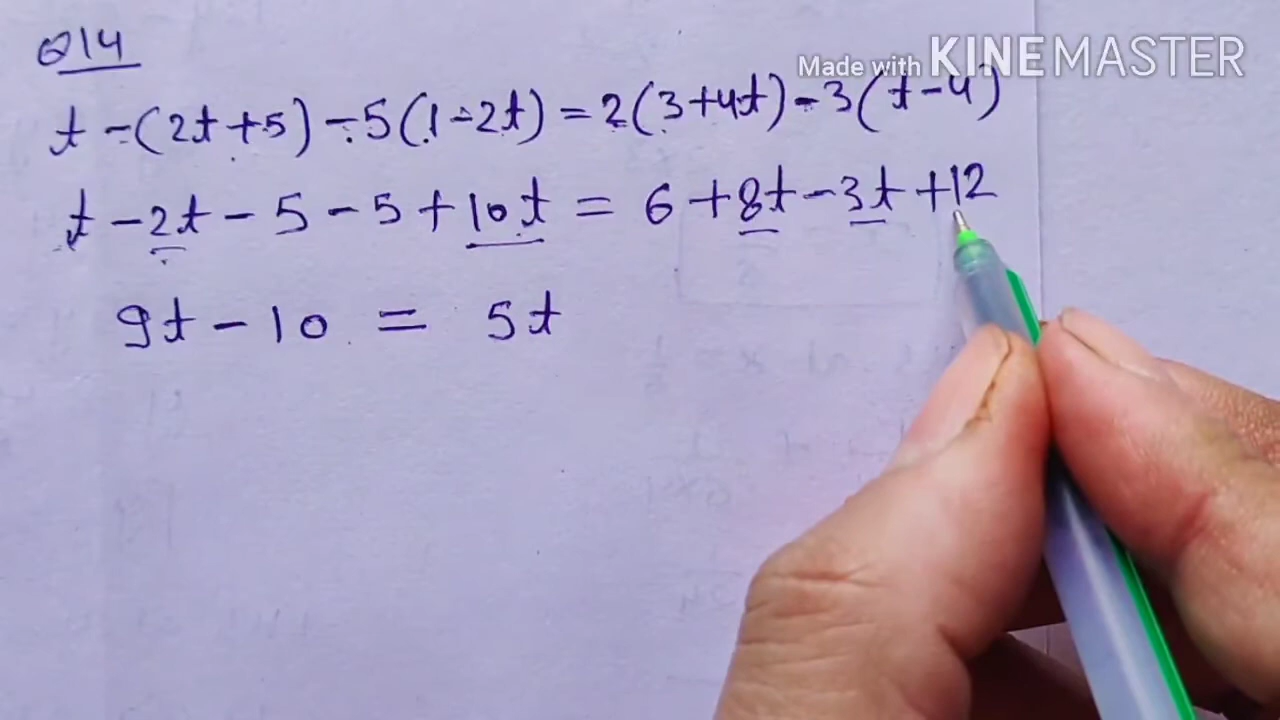 Q14
Made with KINEMASTER
t - (2t + 5) - 5(1 - 2t) = 2(3 + 4t) - 3(t - 4)
t - 2t - 5 - 5 + 10t = 6 + 8t - 3t + 12
9t - 10 = 5t